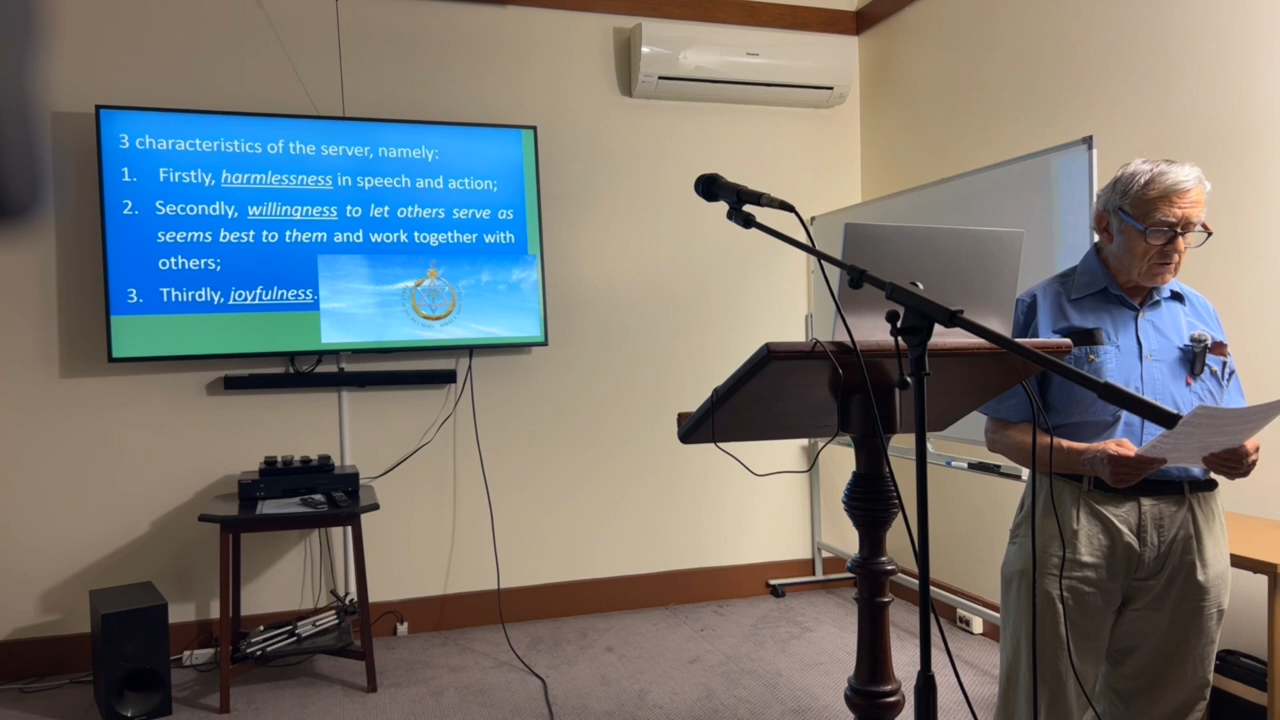 3 characteristics of the server, namely:
1. Firstly, harmlessness in speech and action;
2. Secondly, willingness to let others serve as
seems best to them and work together with
others;
3. Thirdly, joyfulness.